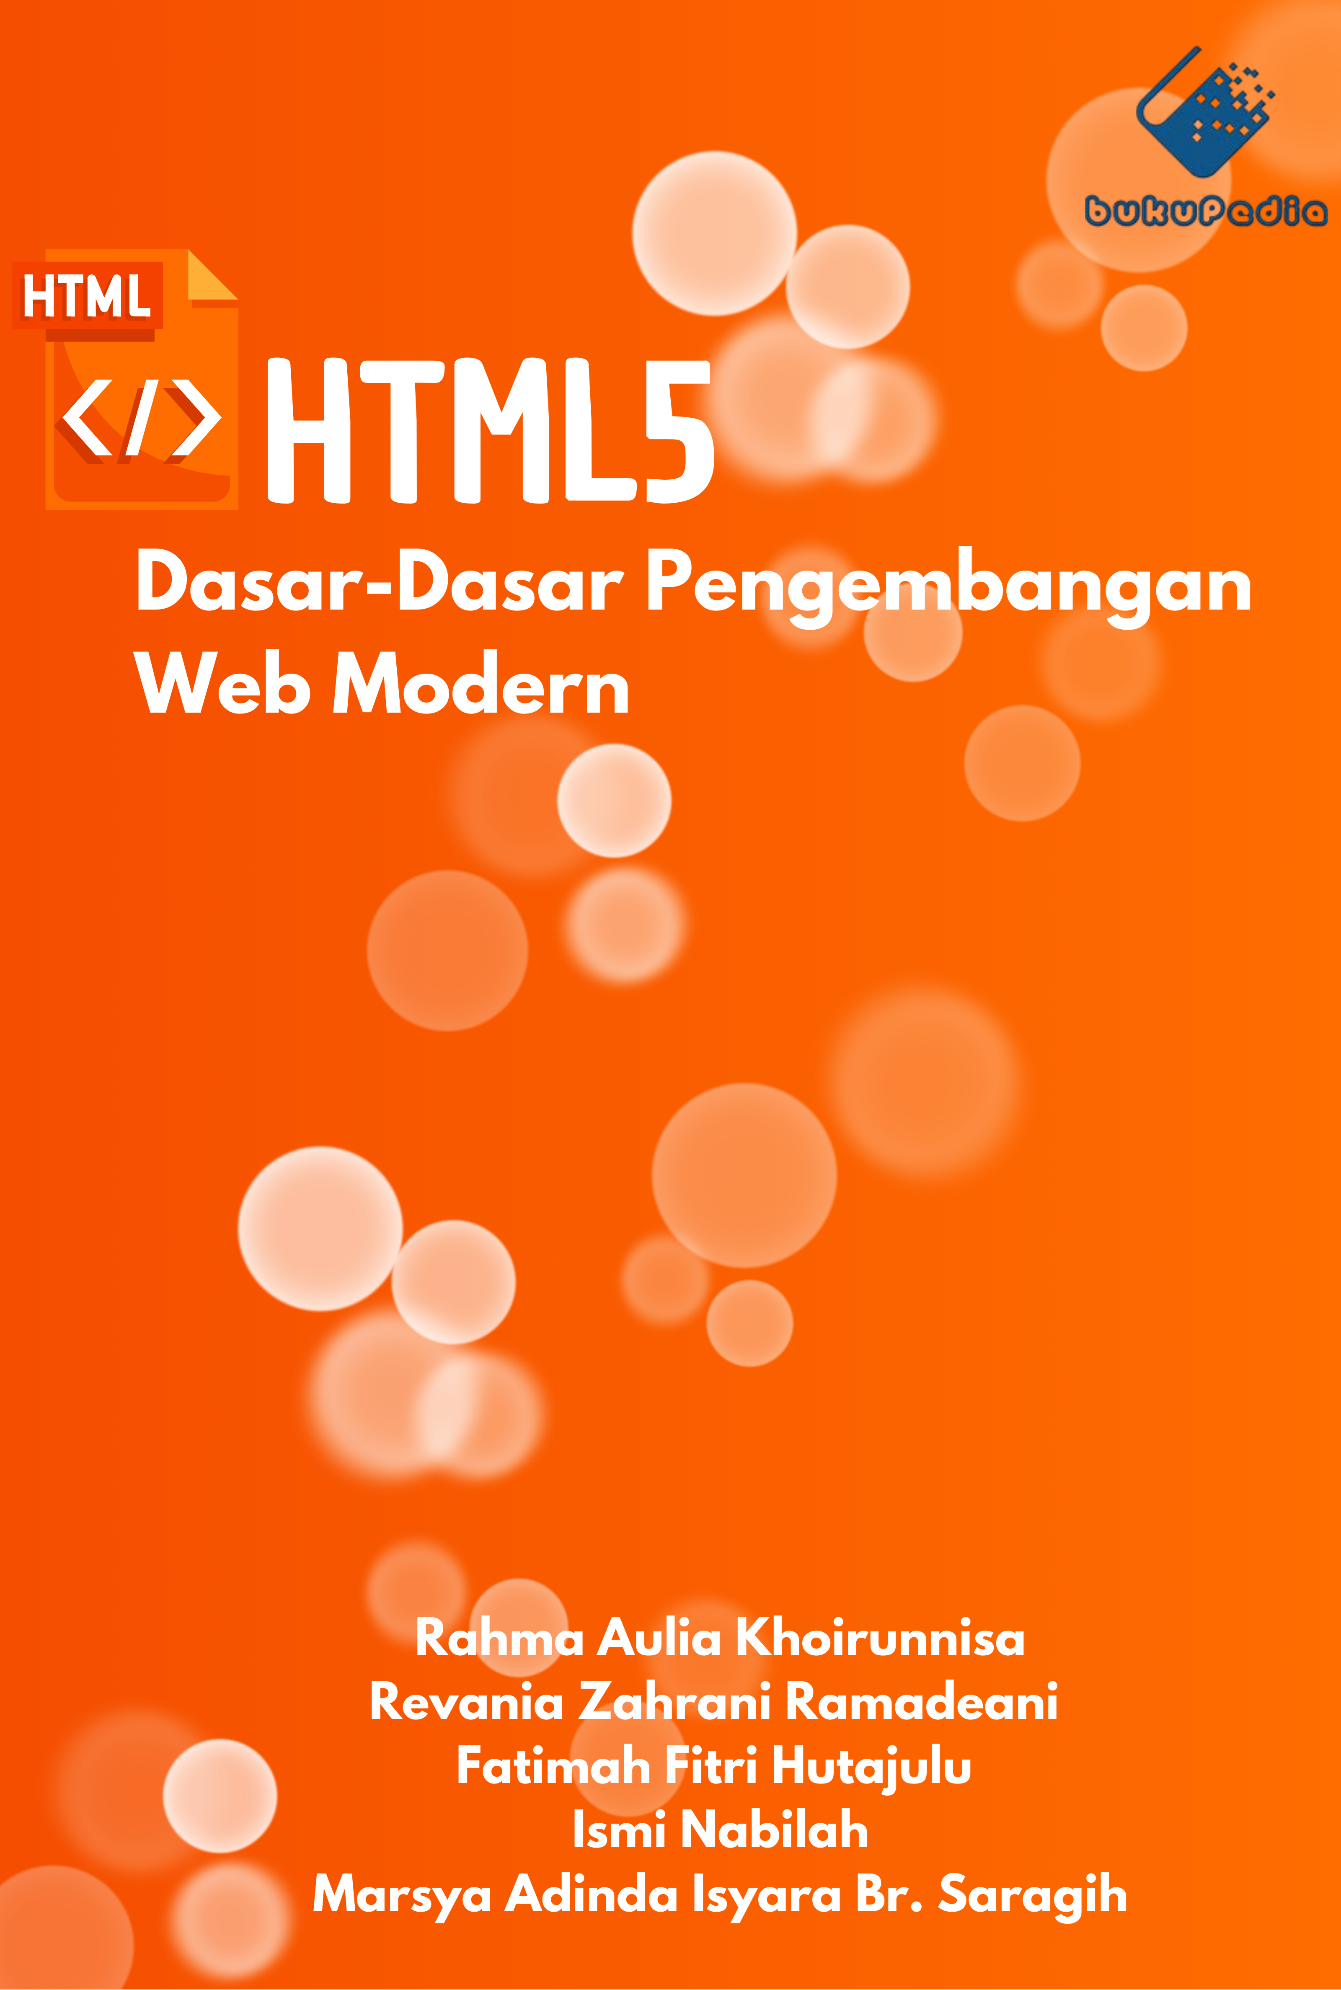 bukuPedia
HTML
</>
HTML5
Dasar-Dasar Pengembangan
Web Modern
Rahma Aulia Khoirunnisa
Revania Zahrani Ramadeani
Fatimah Fitri Hutajulu
Ismi Nabilah
Marsya Adinda Isyara Br. Saragih